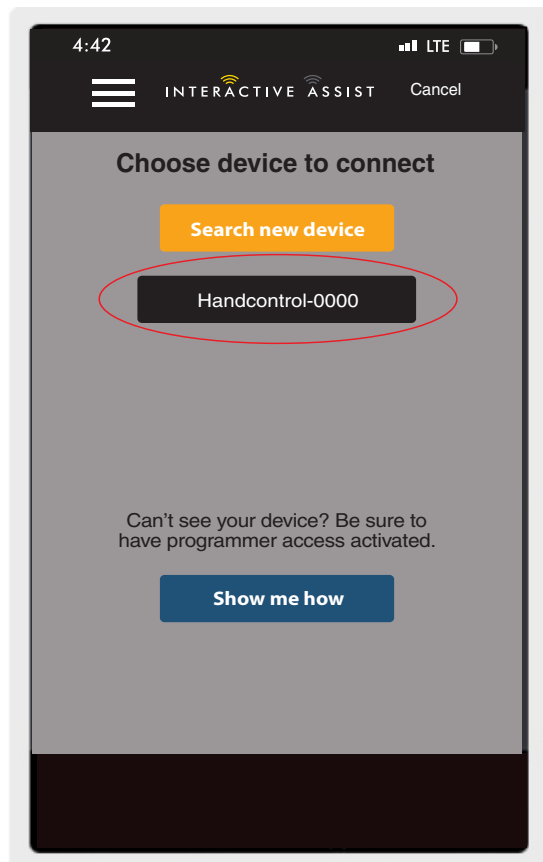 4:42
LTE
INTERACTIVE ASSIST
Cancel
Choose device to connect
Search new device
Handcontrol-0000
Can't see your device? Be sure to
have programmer access activated.
Show me how